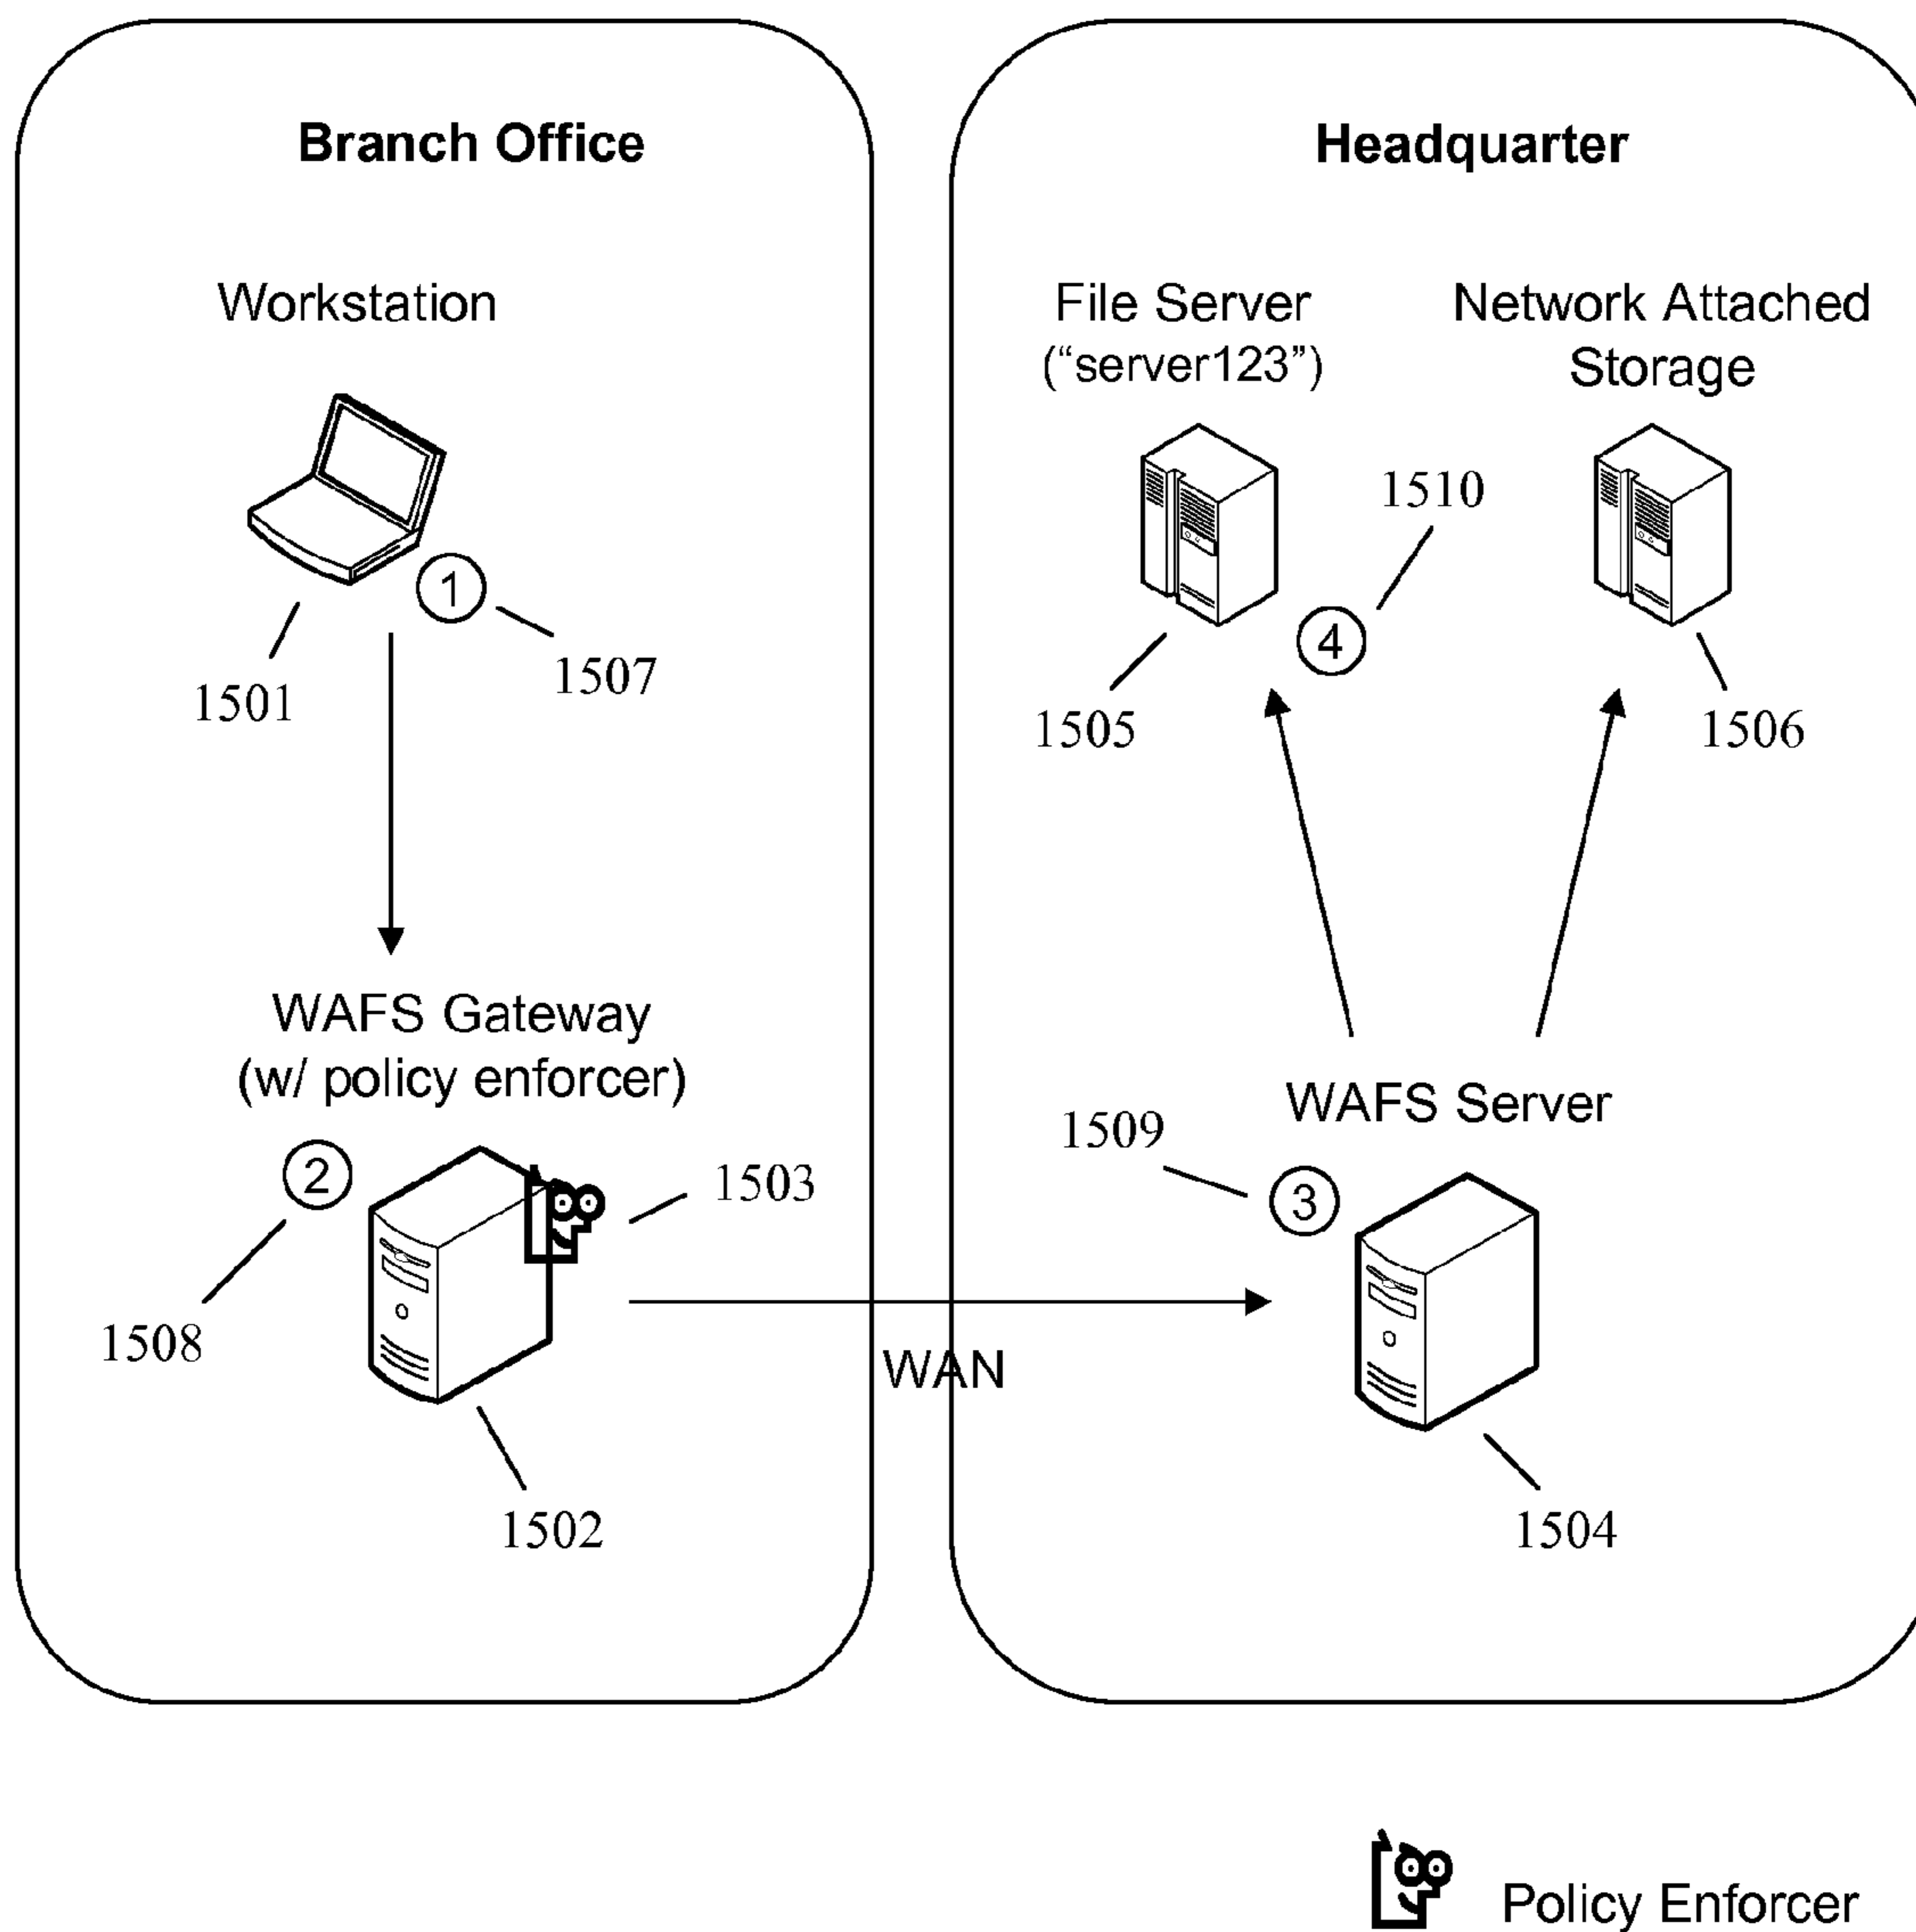 Branch Office
Workstation
1
1501
1507
WAFS Gateway
(w/ policy enforcer)
2
1503
1508
1502
WAN
Headquarter
File Server
("server123")
Network Attached
Storage
1510
4
1505
1506
WAFS Server
1509
3
1504
Policy Enforcer